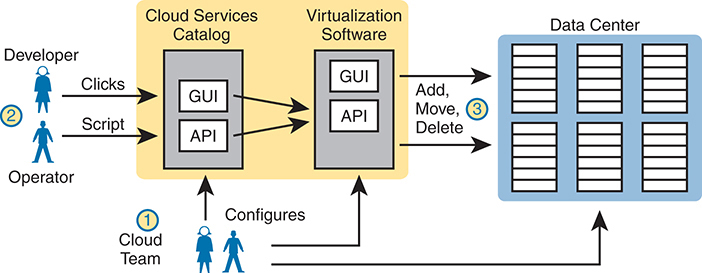 Cloud Services
Catalog
Virtualization
Software
Data Center
Developer
Clicks
GUI
GUI
2
Script
API
API
Add,
Move,
Delete
3
Operator
1
Configures
Cloud
Team